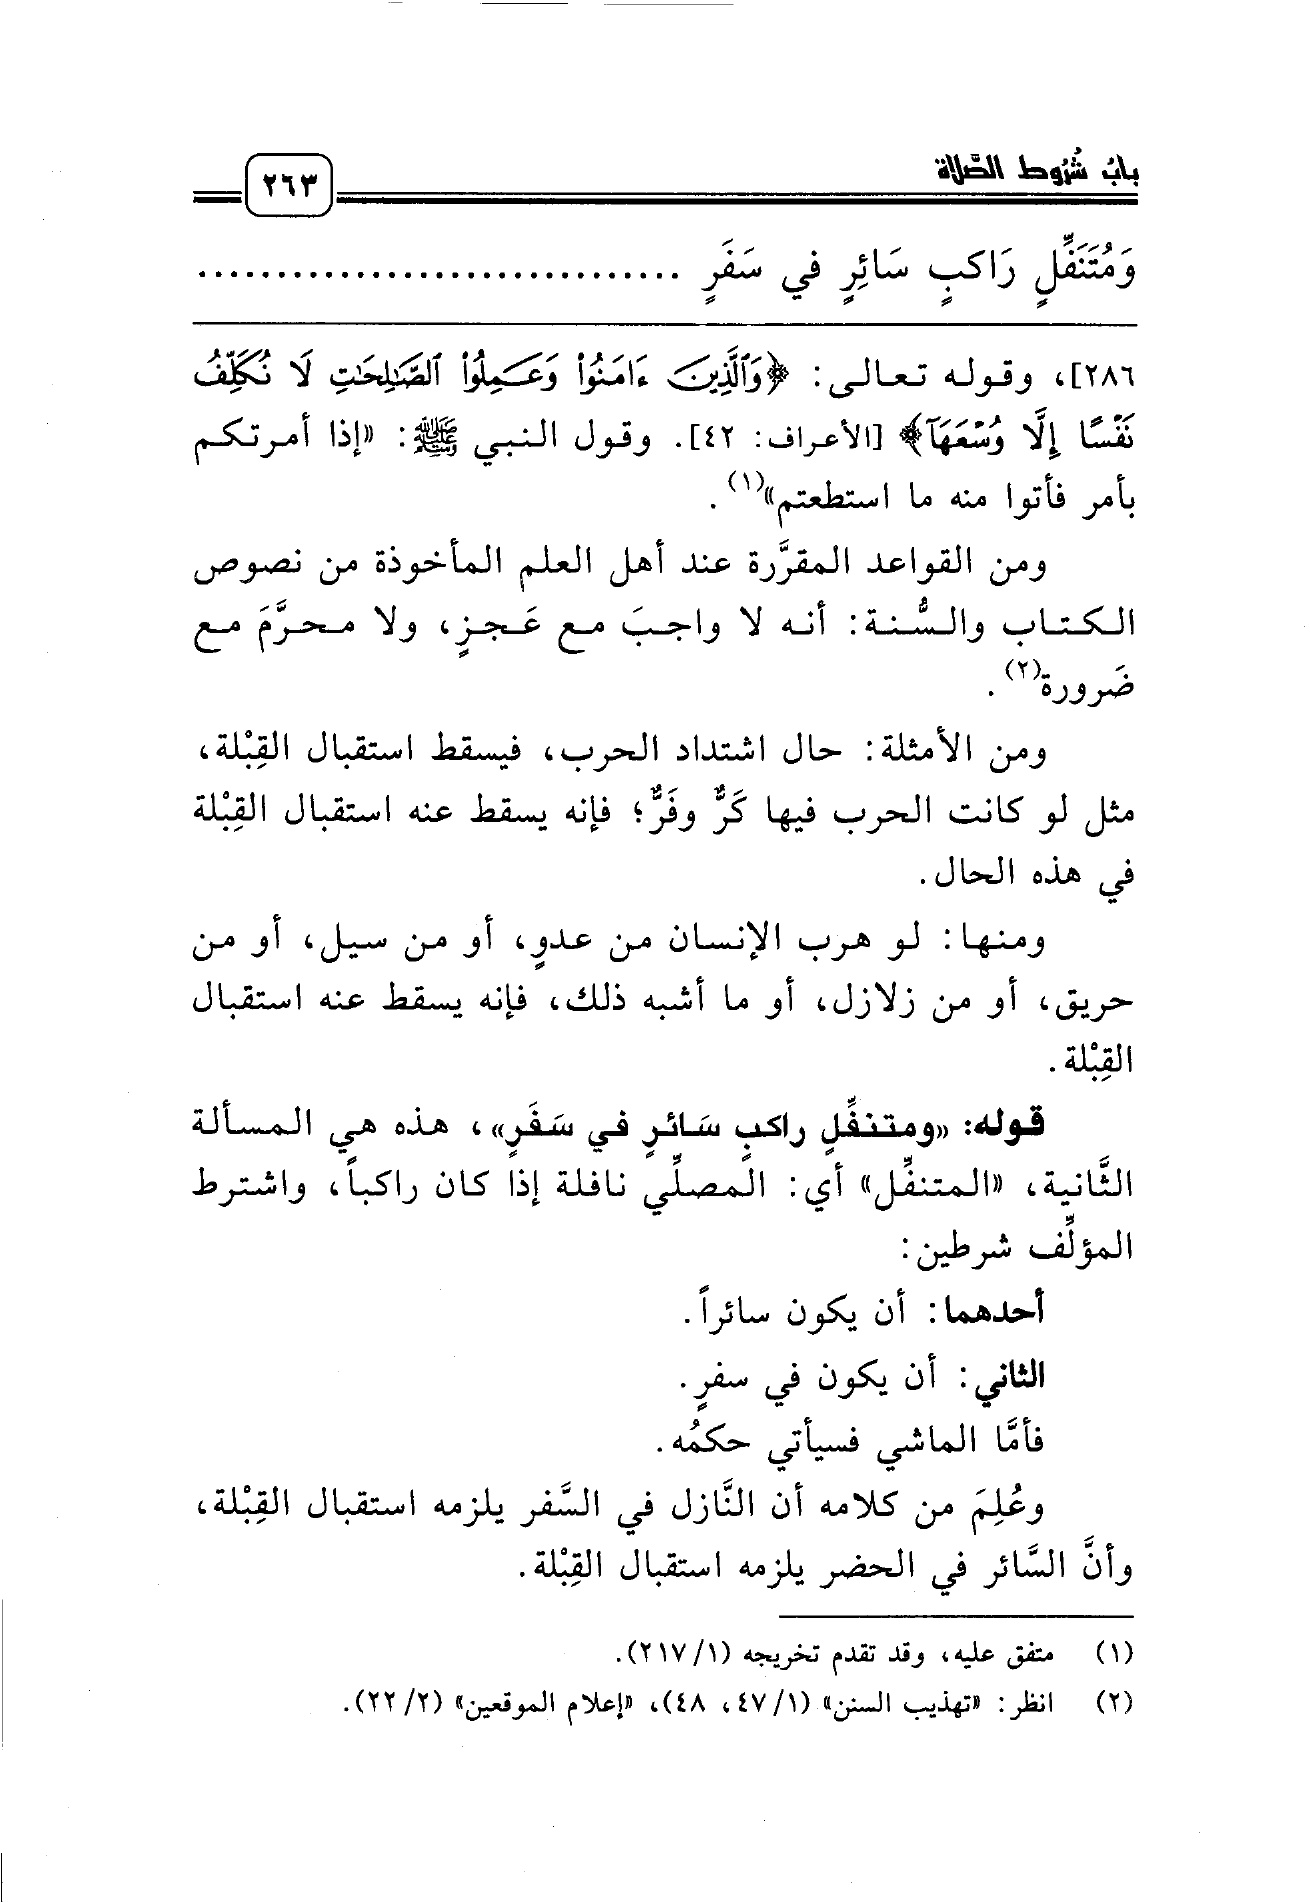 بابُ شُرُوط الصَّلاة
٢٦٣
وَمُتَنَفِّلٍ رَاكبٍ سَائِرٍ في سَفَرٍ ................................
٢٨٦]، وقوله تعالى: ﴿وَٱلَّذِينَ ءَامَنُوا۟ وَعَمِلُوا۟ ٱلصَّـٰلِحَـٰتِ لَا نُكَلِّفُ
نَفْسًا إِلَّا وُسْعَهَآ﴾ [الأعراف: ٤٢]. وقول النبي ﷺ: «إذا أمرتكم
بأمر فأتوا منه ما استطعتم»(١).
ومن القواعد المقرَّرة عند أهل العلم المأخوذة من نصوص
الكتاب والسُّنة: أنه لا واجبَ مع عَجزٍ، ولا محرَّمَ مع
ضَرورة(٢).
ومن الأمثلة: حال اشتداد الحرب، فيسقط استقبال القِبْلة،
مثل لو كانت الحرب فيها كَرٌّ وفَرٌّ؛ فإنه يسقط عنه استقبال القِبْلة
في هذه الحال.
ومنها: لو هرب الإنسان من عدوٍ، أو من سيل، أو من
حريق، أو من زلازل، أو ما أشبه ذلك، فإنه يسقط عنه استقبال
القِبْلة.
قوله: «ومتنفِّلٍ راكبٍ سَائرٍ في سَفَرٍ»، هذه هي المسألة
الثَّانية، «المتنفِّل» أي: المصلِّي نافلة إذا كان راكباً، واشترط
المؤلِّف شرطين:
أحدهما: أن يكون سائراً.
الثاني: أن يكون في سفرٍ.
فأمَّا الماشي فسيأتي حكمُه.
وعُلِمَ من كلامه أن النَّازل في السَّفر يلزمه استقبال القِبْلة،
وأنَّ السَّائر في الحضر يلزمه استقبال القِبْلة.
(١) متفق عليه، وقد تقدم تخريجه (١/ ٢١٧).
(٢) انظر: «تهذيب السنن» (١/ ٤٧، ٤٨)، «إعلام الموقعين» (٢/ ٢٢).